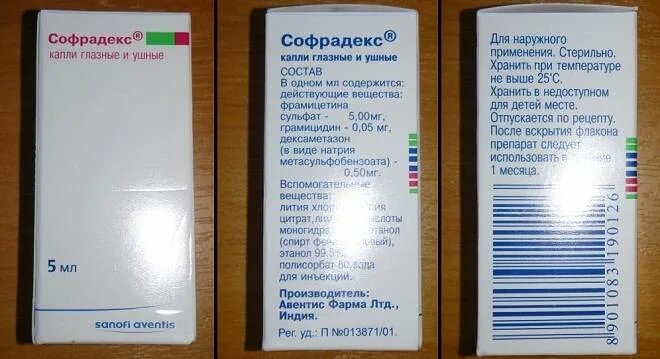 Софрадекс®
капли глазные и ушные
5 мл
sanofi aventis
Софрадекс®
капли глазные и ушные
СОСТАВ
В одном мл содержится:
действующие вещества:
фрамицетина
сульфат - 5,00мг,
грамицидин - 0,05 мг,
дексаметазон
(в виде натрия
метасульфобензоата) -
0,50мг.
Вспомогательные
вещества:
лития
цитрат,
этанол 99,5%,
полисорбат 80, вода
для инъекций.
Производитель:
Авентис Фарма Лтд.,
Индия.
Рег. уд.: П №013871/01.
Для наружного
применения. Стерильно.
Хранить при температуре
не выше 25°С.
Хранить в недоступном
для детей месте.
Отпускается по рецепту.
После вскрытия флакона
препарат следует
использовать в
1 месяца.
8901083190126